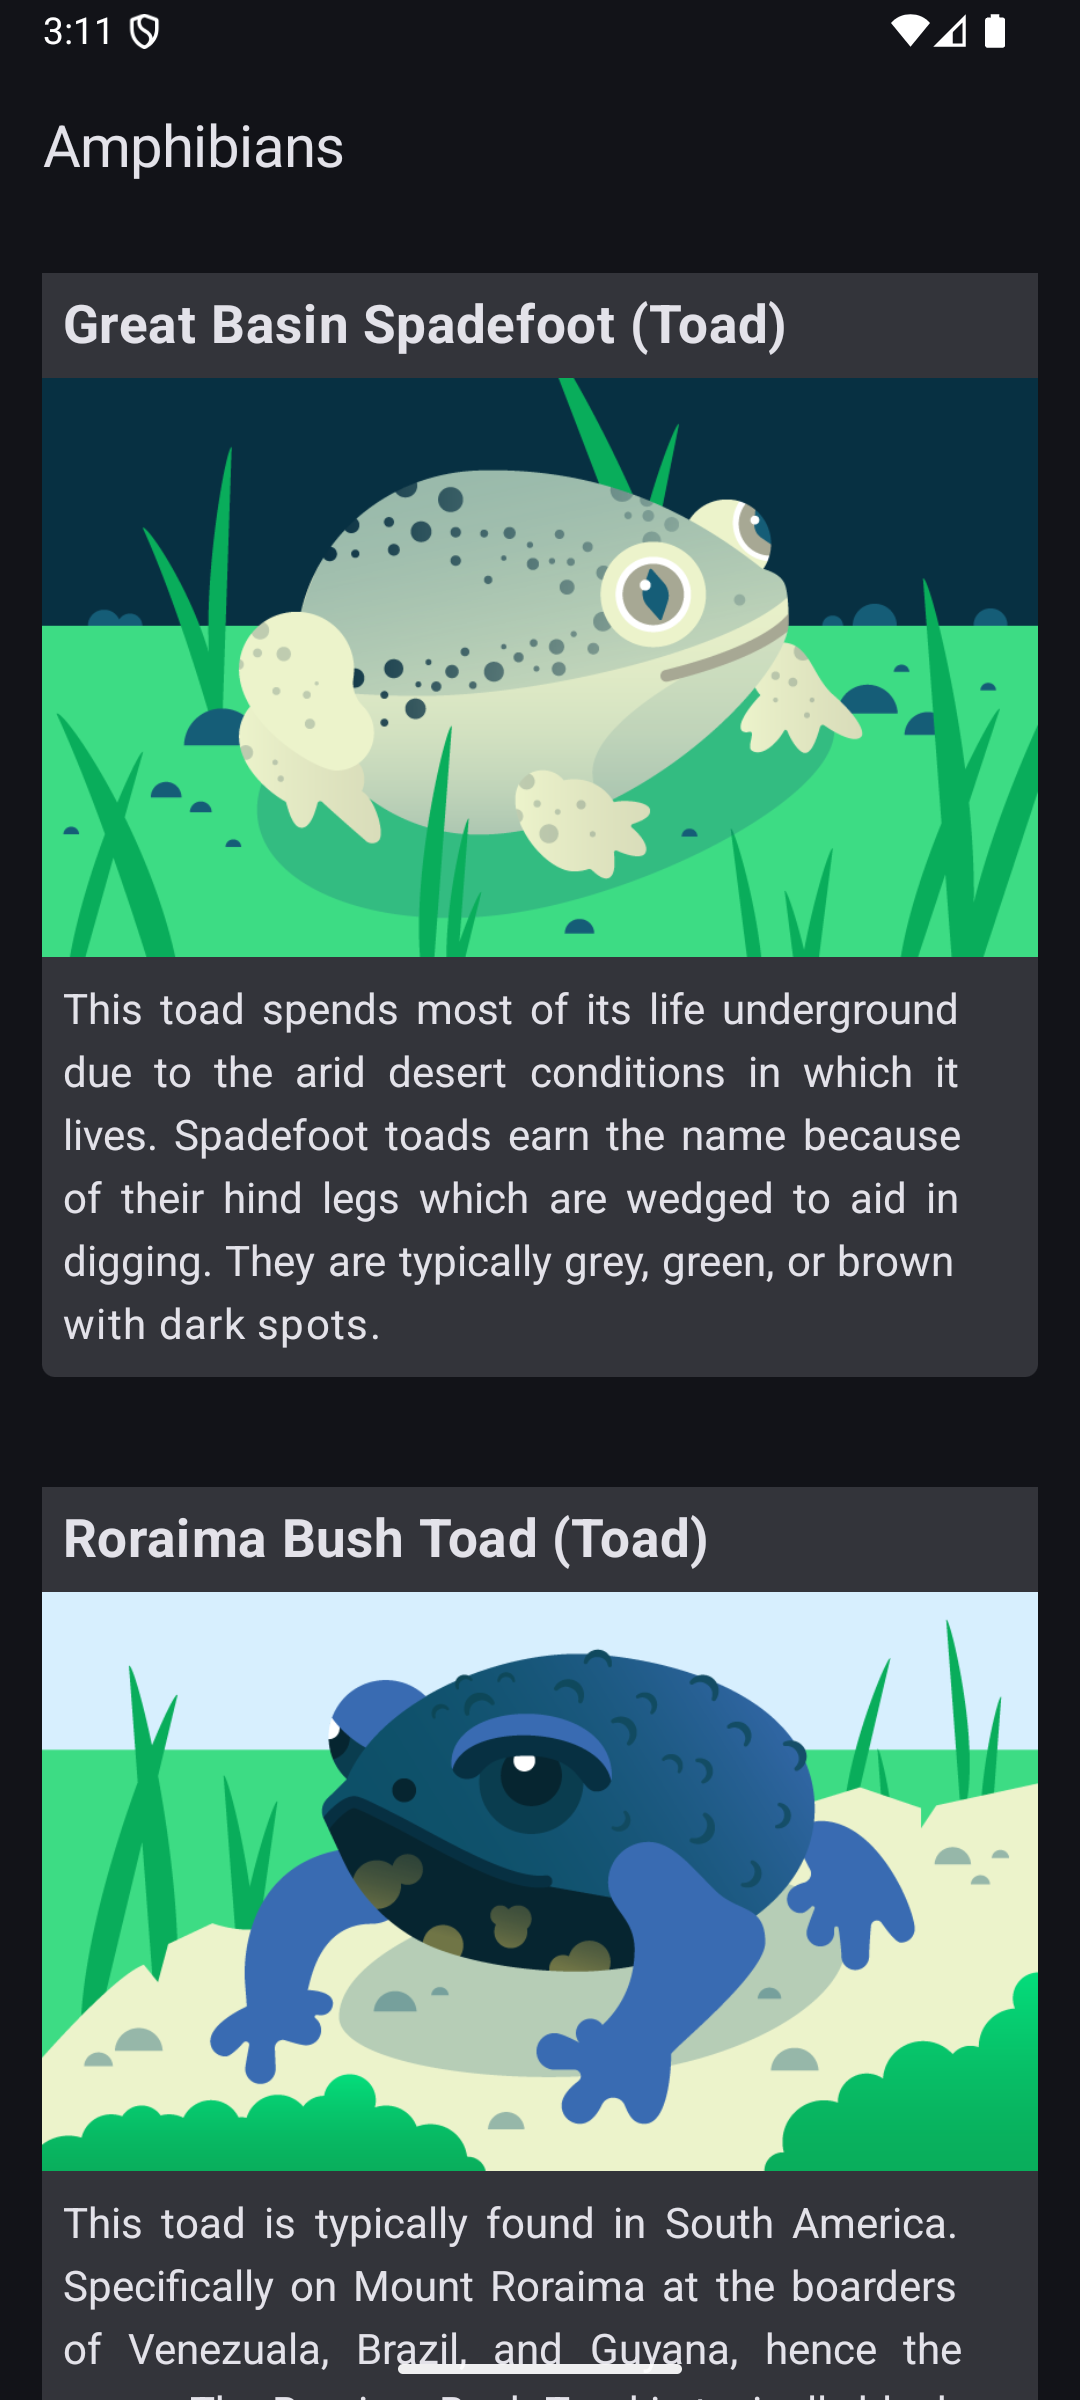 3:11
Amphibians
Great Basin Spadefoot (Toad)
This toad spends most of its life underground
due to the arid desert conditions in which it
lives. Spadefoot toads earn the name because
of their hind legs which are wedged to aid in
digging. They are typically grey, green, or brown
with dark spots.
Roraima Bush Toad (Toad)
This toad is typically found in South America.
Specifically on Mount Roraima at the boarders
of Venezuala, Brazil, and Guyana, hence the